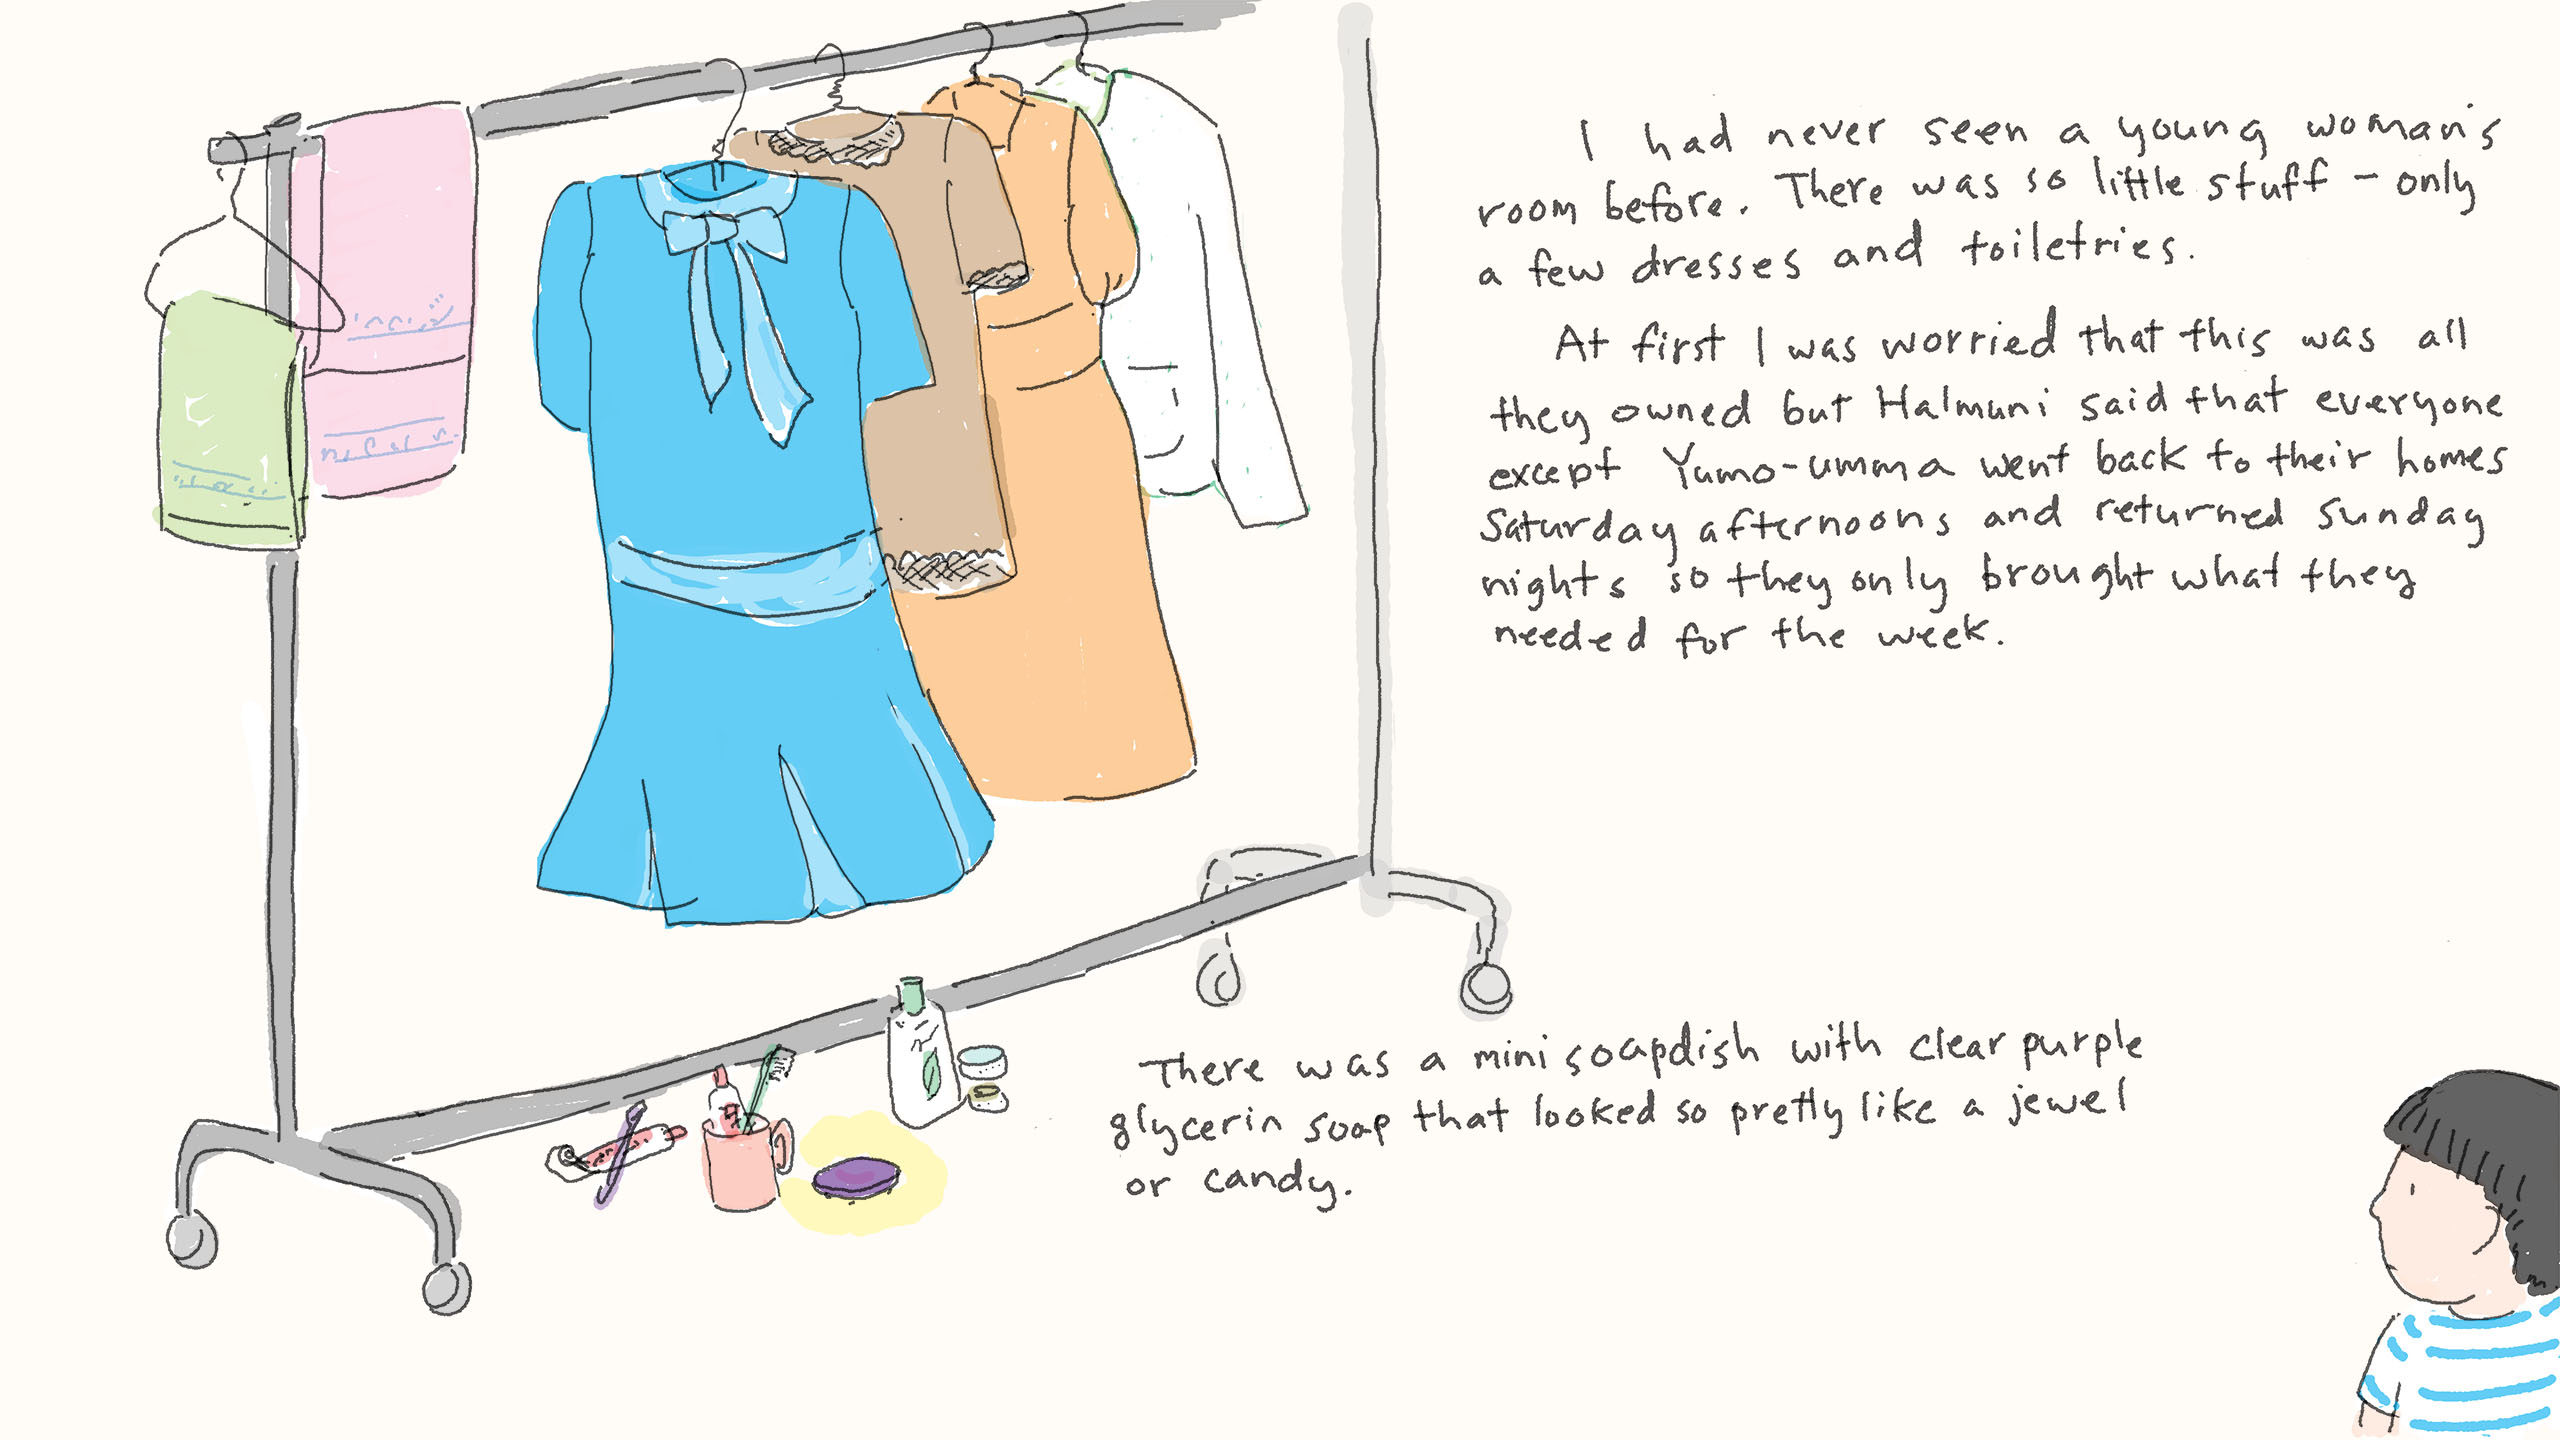 I had never seen a young woman's
room before. There was so little stuff - only
a few dresses and toiletries.
At first I was worried that this was all
they owned but Halmuni said that everyone
except Yumo-umma went back to their homes
Saturday afternoons and returned Sunday
nights so they only brought what they
needed for the week.
There was a mini soapdish with clear purple
glycerin soap that looked so pretty like a jewel
or candy.